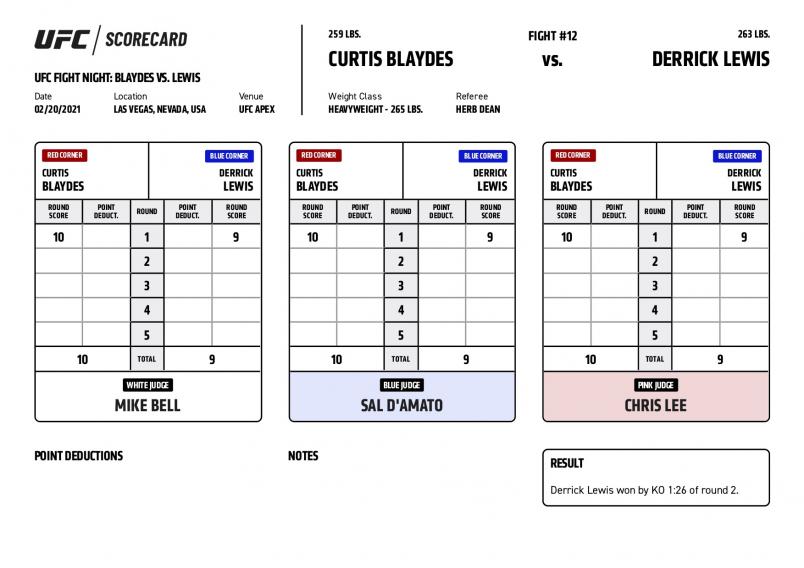 UFC / SCORECARD
UFC FIGHT NIGHT: BLAYDES VS. LEWIS
Date Location Venue
02/20/2021 LAS VEGAS, NEVADA, USA UFC APEX
259 LBS. FIGHT #12 263 LBS.
CURTIS BLAYDES VS. DERRICK LEWIS
Weight Class Referee
HEAVYWEIGHT - 265 LBS. HERB DEAN
RED CORNER BLUE CORNER
CURTIS DERRICK
BLAYDES LEWIS
ROUND SCORE POINT DEDUCT. ROUND POINT DEDUCT. ROUND SCORE
10 1 9
2
3
4
5
10 TOTAL 9
WHITE JUDGE
MIKE BELL
RED CORNER BLUE CORNER
CURTIS DERRICK
BLAYDES LEWIS
ROUND SCORE POINT DEDUCT. ROUND POINT DEDUCT. ROUND SCORE
10 1 9
2
3
4
5
10 TOTAL 9
BLUE JUDGE
SAL D'AMATO
RED CORNER BLUE CORNER
CURTIS DERRICK
BLAYDES LEWIS
ROUND SCORE POINT DEDUCT. ROUND POINT DEDUCT. ROUND SCORE
10 1 9
2
3
4
5
10 TOTAL 9
PINK JUDGE
CHRIS LEE
POINT DEDUCTIONS
NOTES
RESULT
Derrick Lewis won by KO 1:26 of round 2.